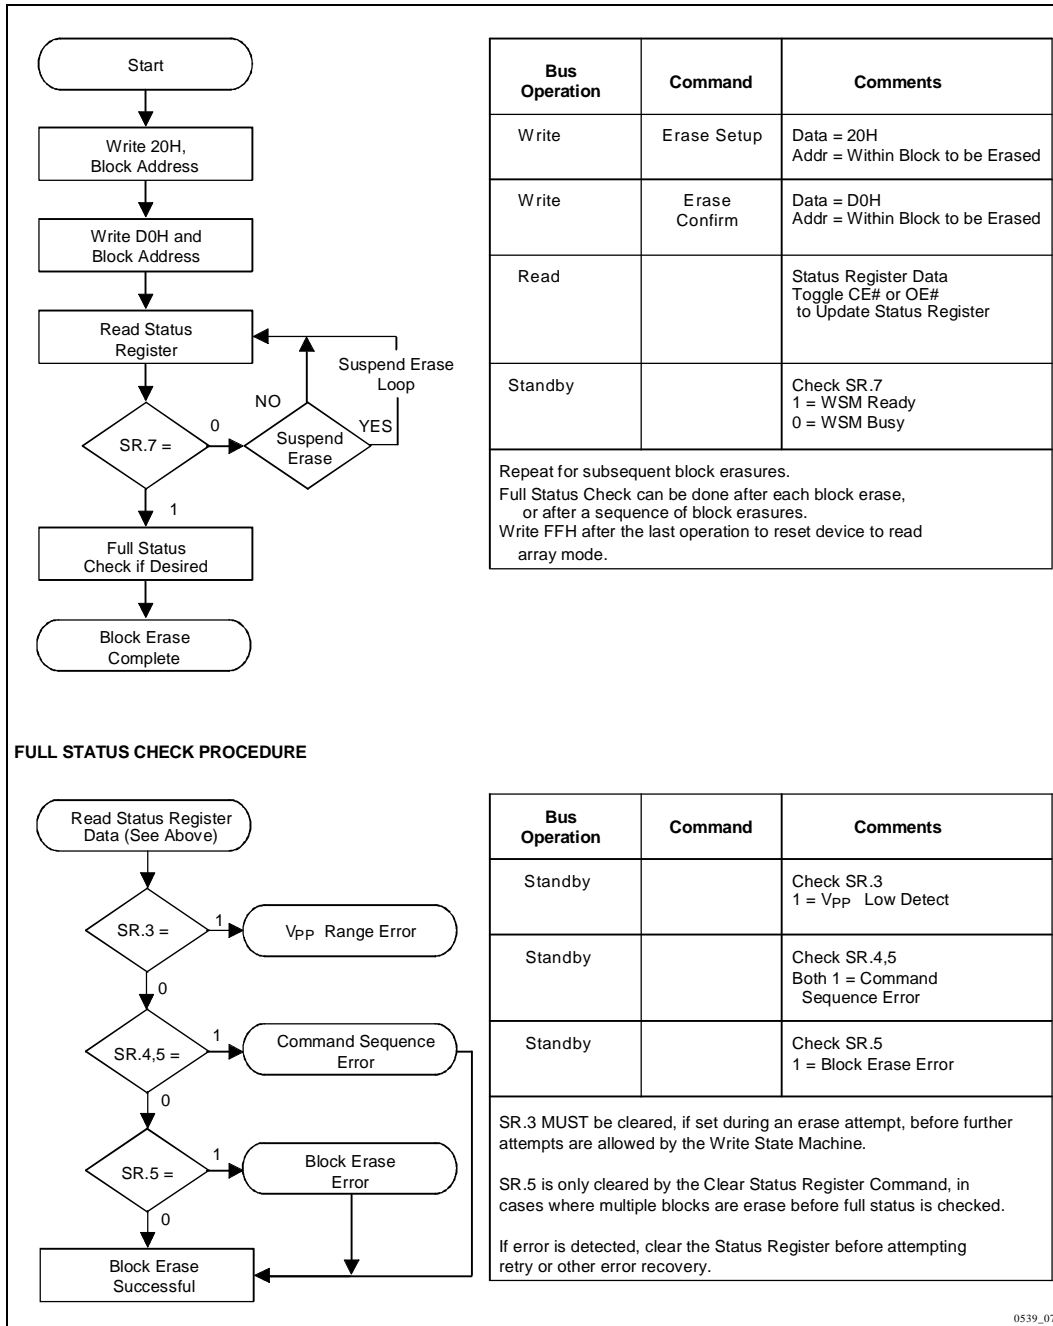 Start
Write 20H,
Block Address
Write D0H and
Block Address
Read Status
Register
Suspend Erase
Loop
NO
YES
0
SR.7 =
Suspend
Erase
1
Full Status
Check if Desired
Block Erase
Complete
Bus
Operation
Command
Comments
Write
Erase Setup
Data = 20H
Addr = Within Block to be Erased
Write
Erase
Confirm
Data = D0H
Addr = Within Block to be Erased
Read
Status Register Data
Toggle CE# or OE#
to Update Status Register
Standby
Check SR.7
1 = WSM Ready
0 = WSM Busy
Repeat for subsequent block erasures.
Full Status Check can be done after each block erase,
or after a sequence of block erasures.
Write FFH after the last operation to reset device to read
array mode.
FULL STATUS CHECK PROCEDURE
Read Status Register
Data (See Above)
SR.3 =
1
VPP Range Error
0
SR.4,5 =
1
Command Sequence
Error
0
SR.5 =
1
Block Erase
Error
0
Block Erase
Successful
Bus
Operation
Command
Comments
Standby
Check SR.3
1 = VPP Low Detect
Standby
Check SR.4,5
Both 1 = Command
Sequence Error
Standby
Check SR.5
1 = Block Erase Error
SR.3 MUST be cleared, if set during an erase attempt, before further
attempts are allowed by the Write State Machine.
SR.5 is only cleared by the Clear Status Register Command, in
cases where multiple blocks are erase before full status is checked.
If error is detected, clear the Status Register before attempting
retry or other error recovery.
0539_07